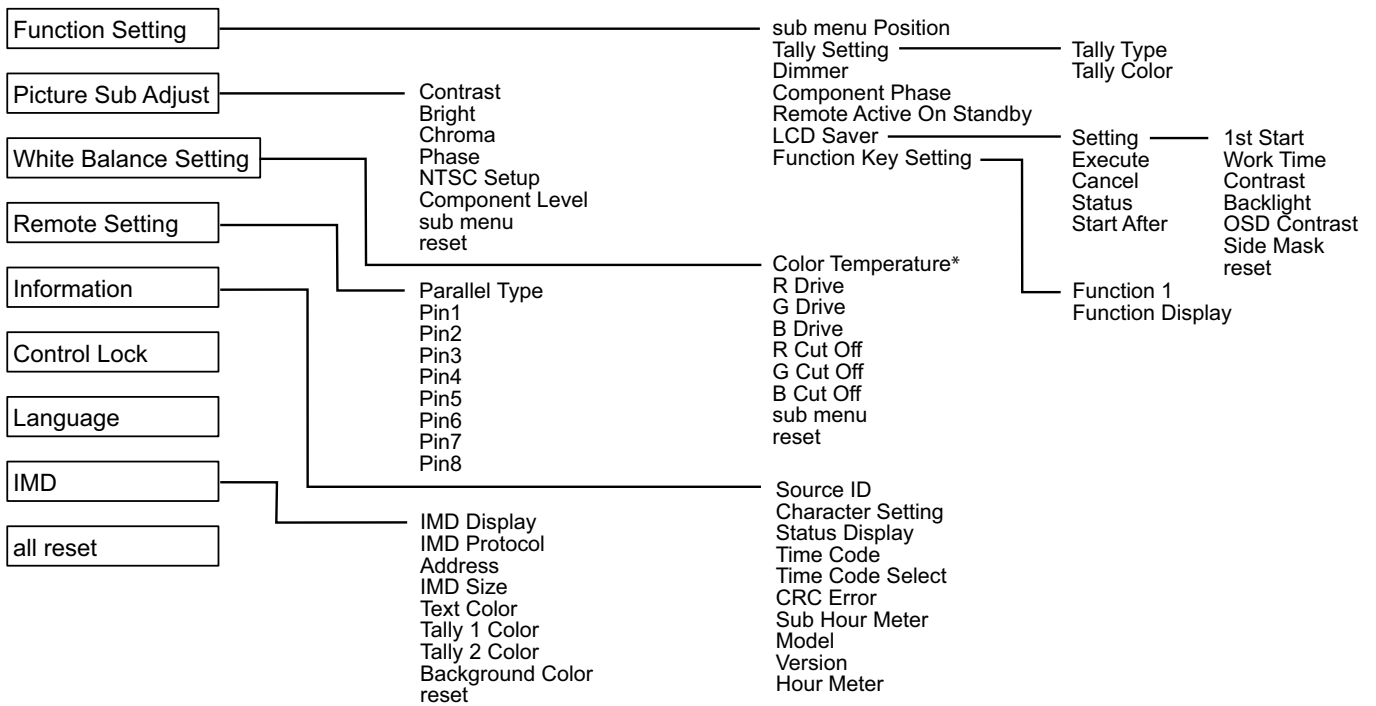 Function Setting
Picture Sub Adjust
White Balance Setting
Remote Setting
Information
Control Lock
Language
IMD
all reset
Contrast
Bright
Chroma
Phase
NTSC Setup
Component Level
sub menu
reset
Parallel Type
Pin1
Pin2
Pin3
Pin4
Pin5
Pin6
Pin7
Pin8
IMD Display
IMD Protocol
Address
IMD Size
Text Color
Tally 1 Color
Tally 2 Color
Background Color
reset
sub menu Position
Tally Setting
Dimmer
Component Phase
Remote Active On Standby
LCD Saver
Function Key Setting
Color Temperature*
R Drive
G Drive
B Drive
R Cut Off
G Cut Off
B Cut Off
sub menu
reset
Source ID
Character Setting
Status Display
Time Code
Time Code Select
CRC Error
Sub Hour Meter
Model
Version
Hour Meter
Tally Type
Tally Color
Setting
Execute
Cancel
Status
Start After
Function 1
Function Display
1st Start
Work Time
Contrast
Backlight
OSD Contrast
Side Mask
reset